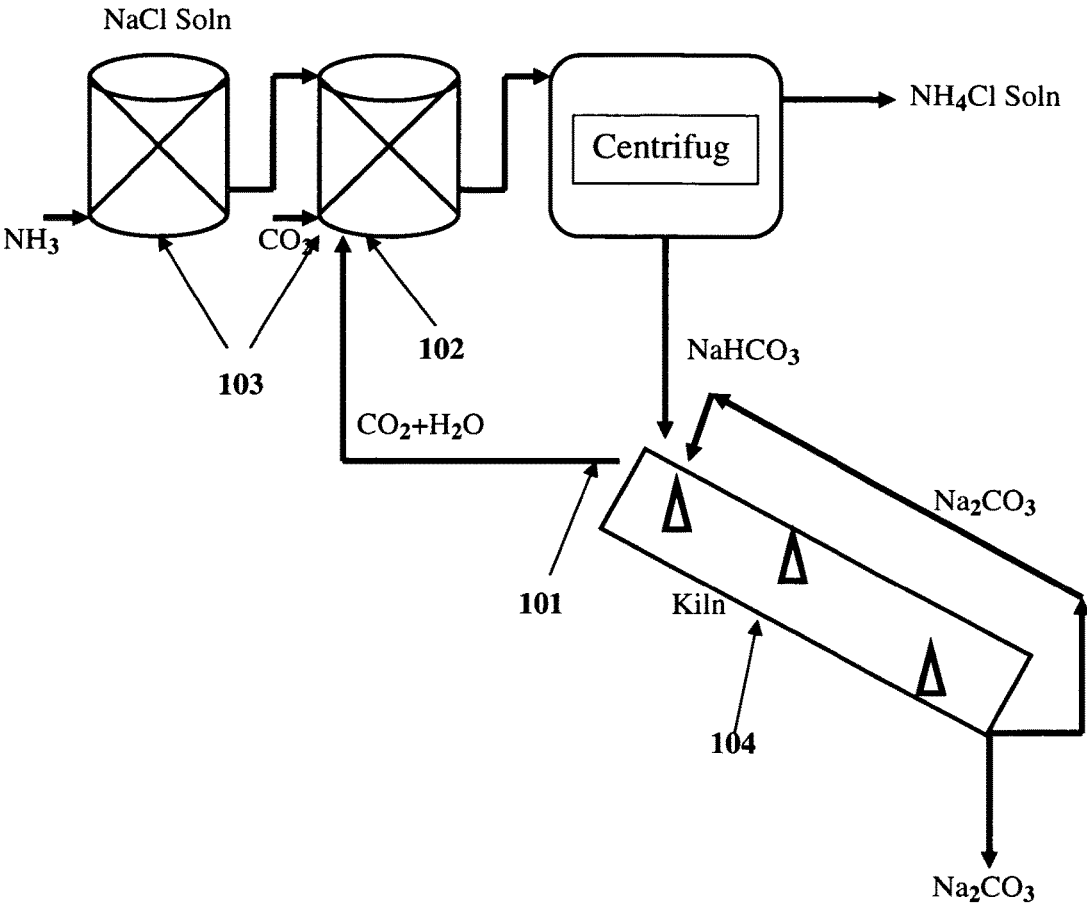 NaCl Soln
NH₄Cl Soln
Centrifug
NH₃
CO₂
102
103
NaHCO₃
CO₂+H₂O
Na₂CO₃
101
Kiln
104
Na₂CO₃